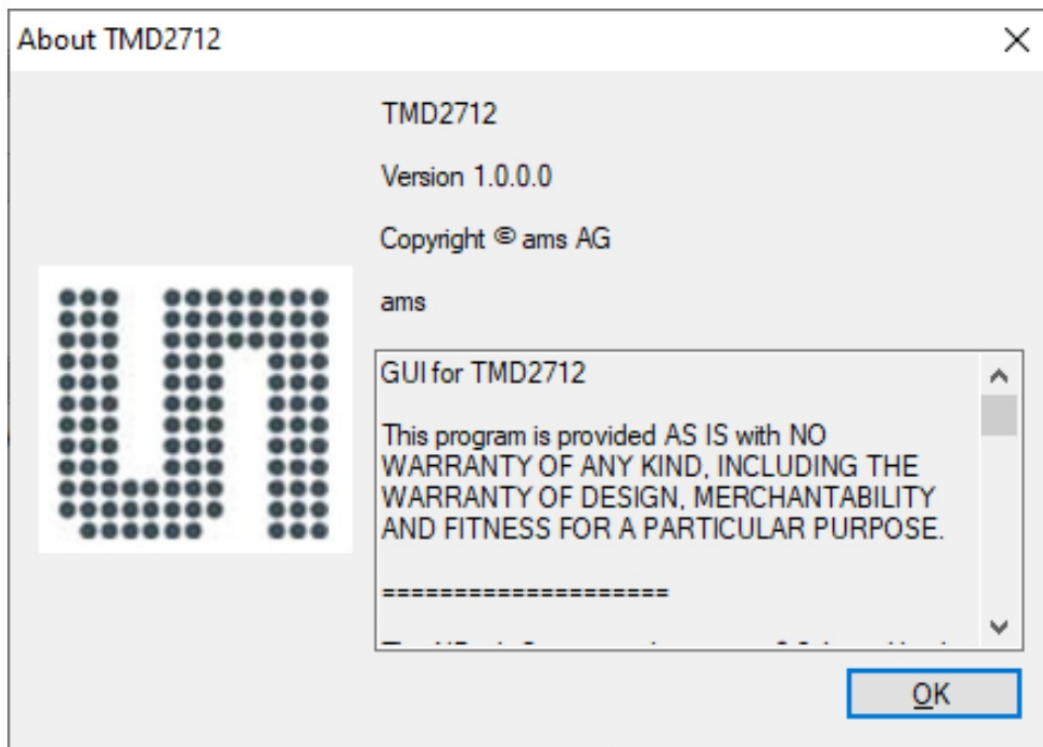 About TMD2712
TMD2712
Version 1.0.0.0
Copyright © ams AG
ams
GUI for TMD2712
This program is provided AS IS with NO
WARRANTY OF ANY KIND, INCLUDING THE
WARRANTY OF DESIGN, MERCHANTABILITY
AND FITNESS FOR A PARTICULAR PURPOSE.
====================
OK